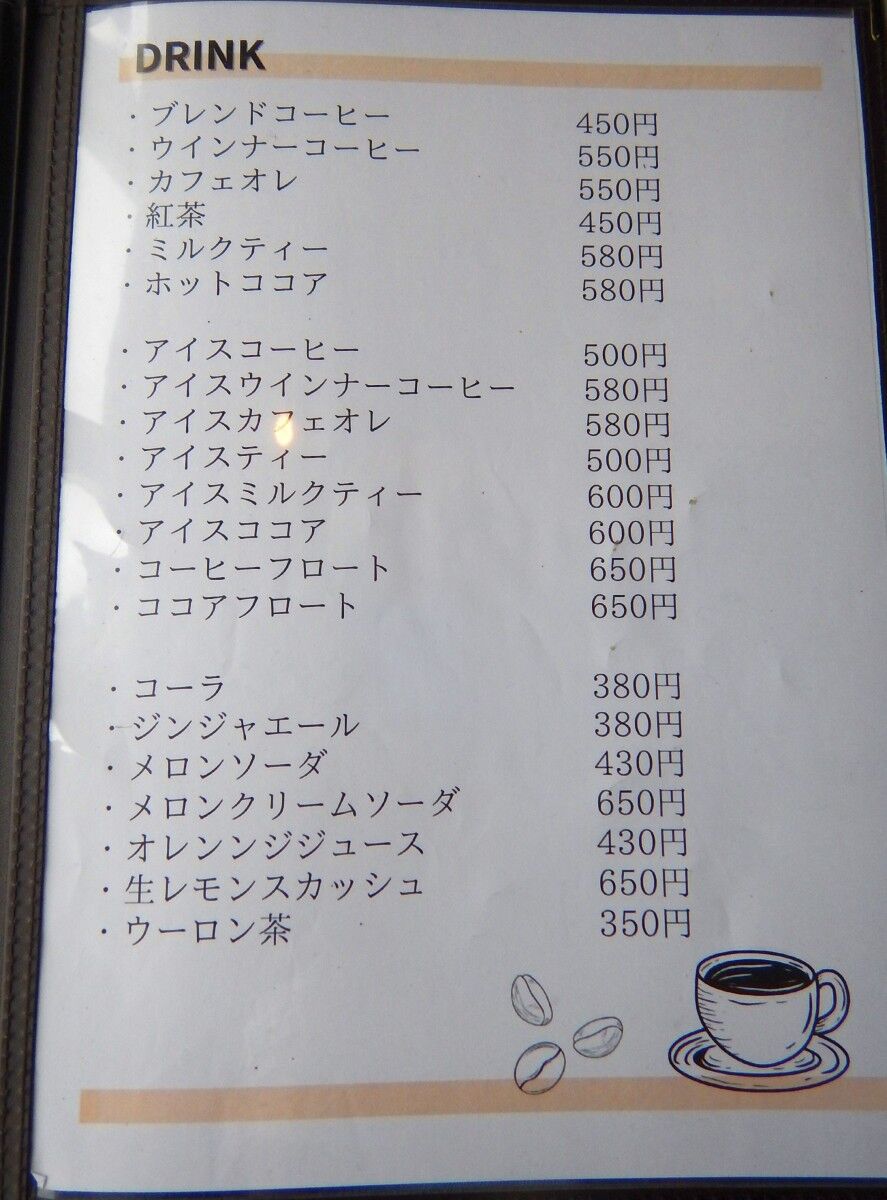 DRINK
・ブレンドコーヒー 450円
・ウインナーコーヒー 550円
・カフェオレ 550円
・紅茶 450円
・ミルクティー 580円
・ホットココア 580円
・アイスコーヒー 500円
・アイスウインナーコーヒー 580円
・アイスカフェオレ 580円
・アイスティー 500円
・アイスミルクティー 600円
・アイスココア 600円
・コーヒーフロート 650円
・ココアフロート 650円
・コーラ 380円
・ジンジャエール 380円
・メロンソーダ 430円
・メロンクリームソーダ 650円
・オレンンジジュース 430円
・生レモンスカッシュ 650円
・ウーロン茶 350円